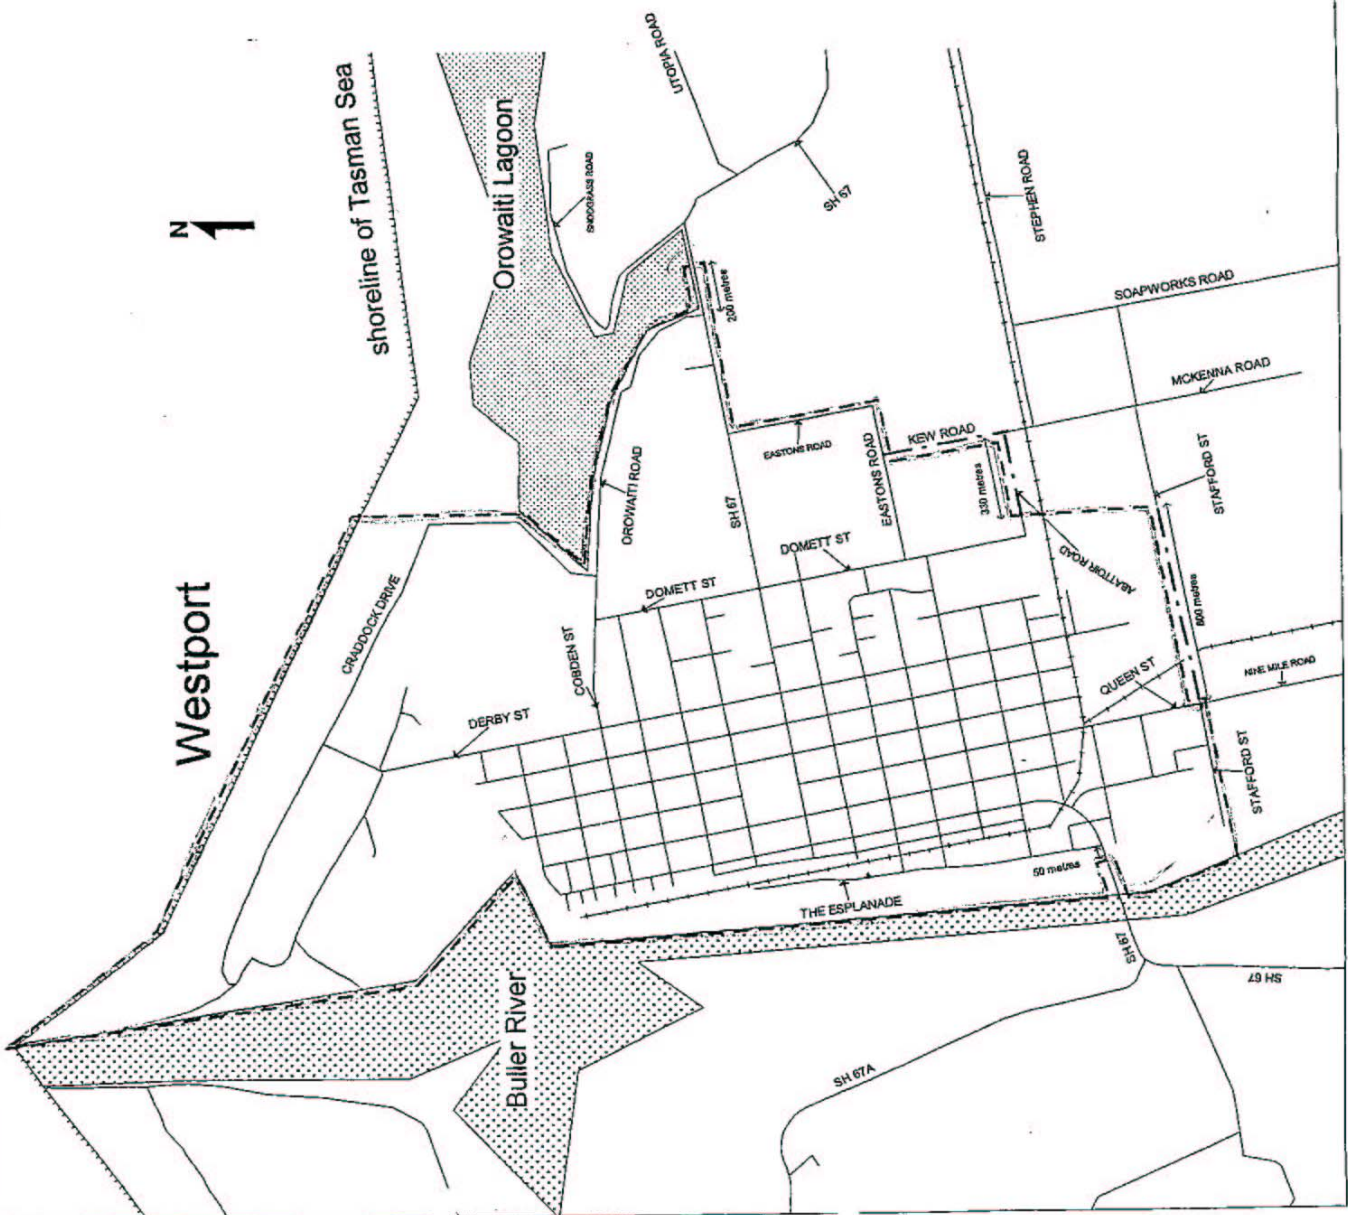 Westport
N
shoreline of Tasman Sea
Orowaiti Lagoon
SNODGRASS ROAD
UTOPIA ROAD
SH 67
STEPHEN ROAD
SOAPWORKS ROAD
MCKENNA ROAD
200 metres
EASTONS ROAD
KEW ROAD
EASTONS ROAD
330 metres
STAFFORD ST
OROWAITI ROAD
SH 67
DOMETT ST
DOMETT ST
ABATTOIR ROAD
800 metres
CRADDOCK DRIVE
COBDEN ST
DERBY ST
QUEEN ST
NINE MILE ROAD
STAFFORD ST
50 metres
THE ESPLANADE
SH 67
SH 67
Buller River
SH 67A